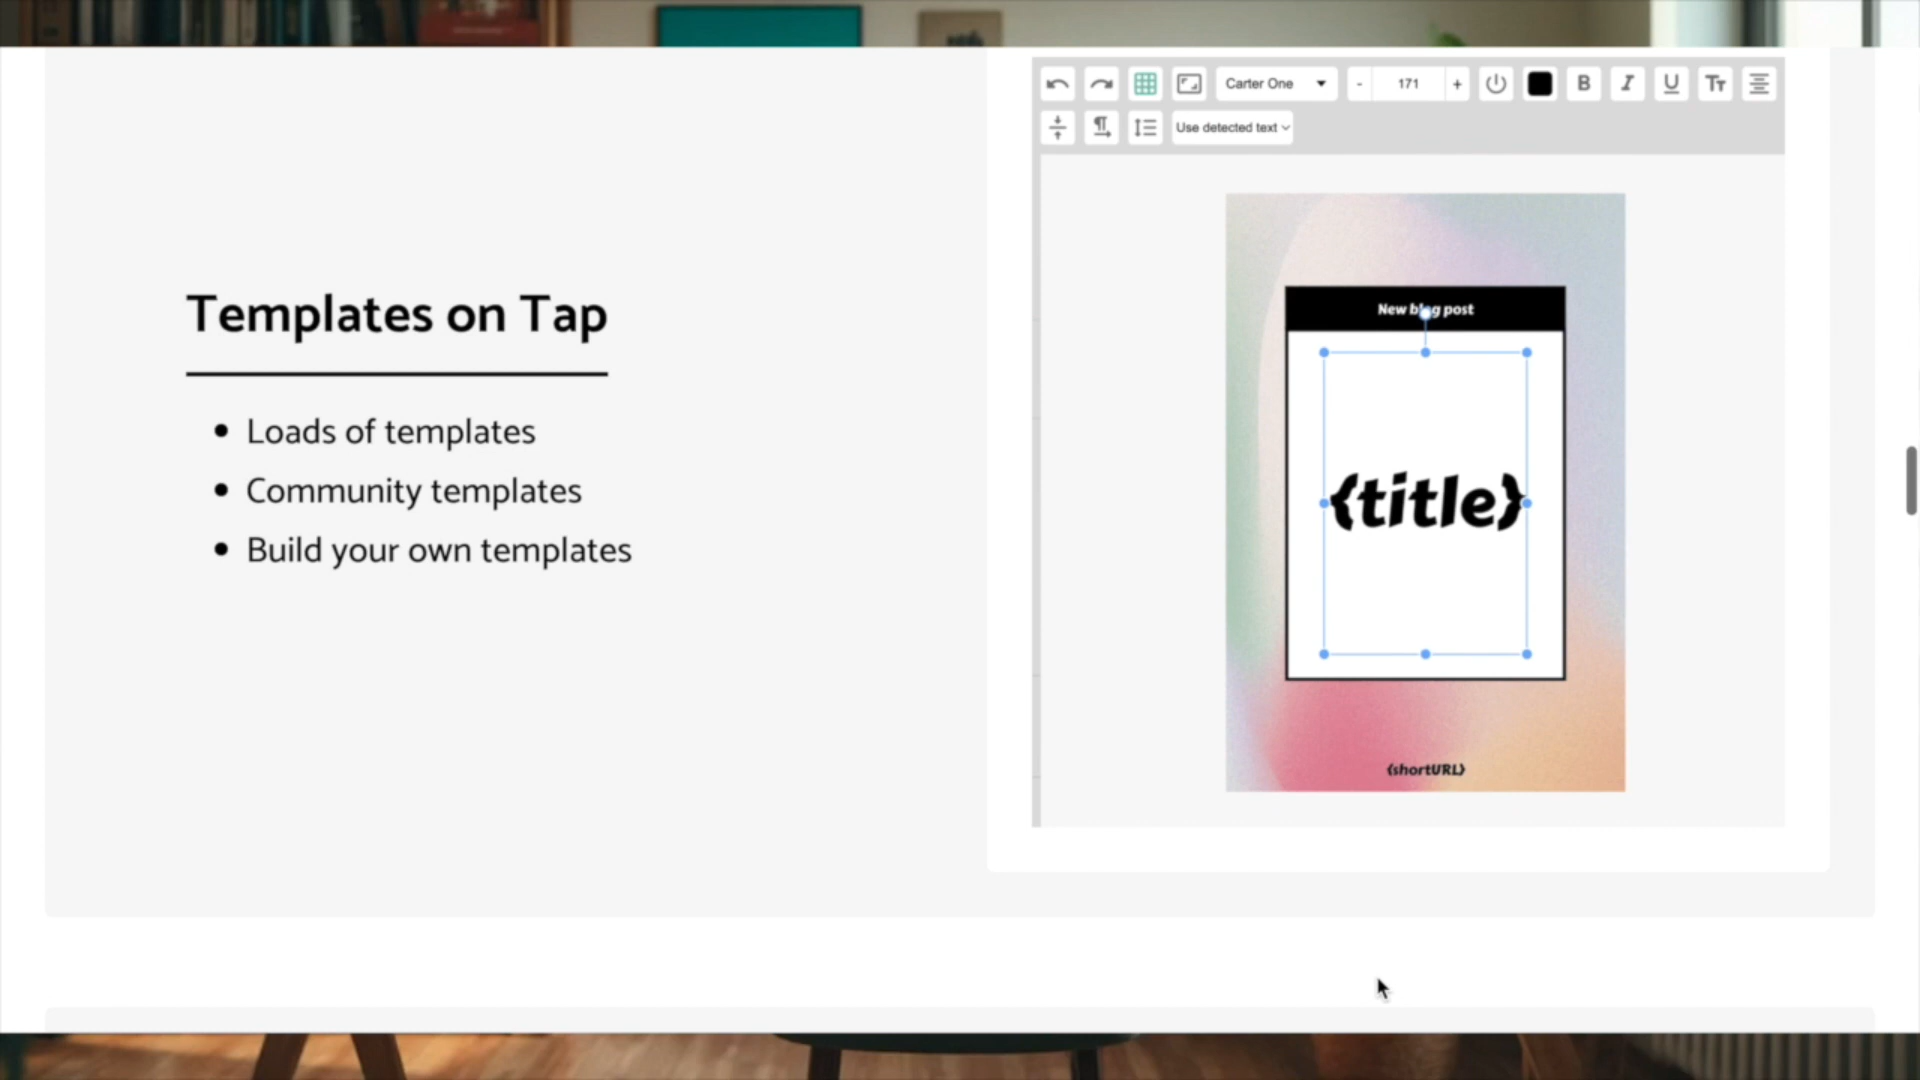 Carter One
- 171 +
B I U Tт
Use detected text
Templates on Tap
Loads of templates
Community templates
Build your own templates
New blog post
{title}
{shortURL}